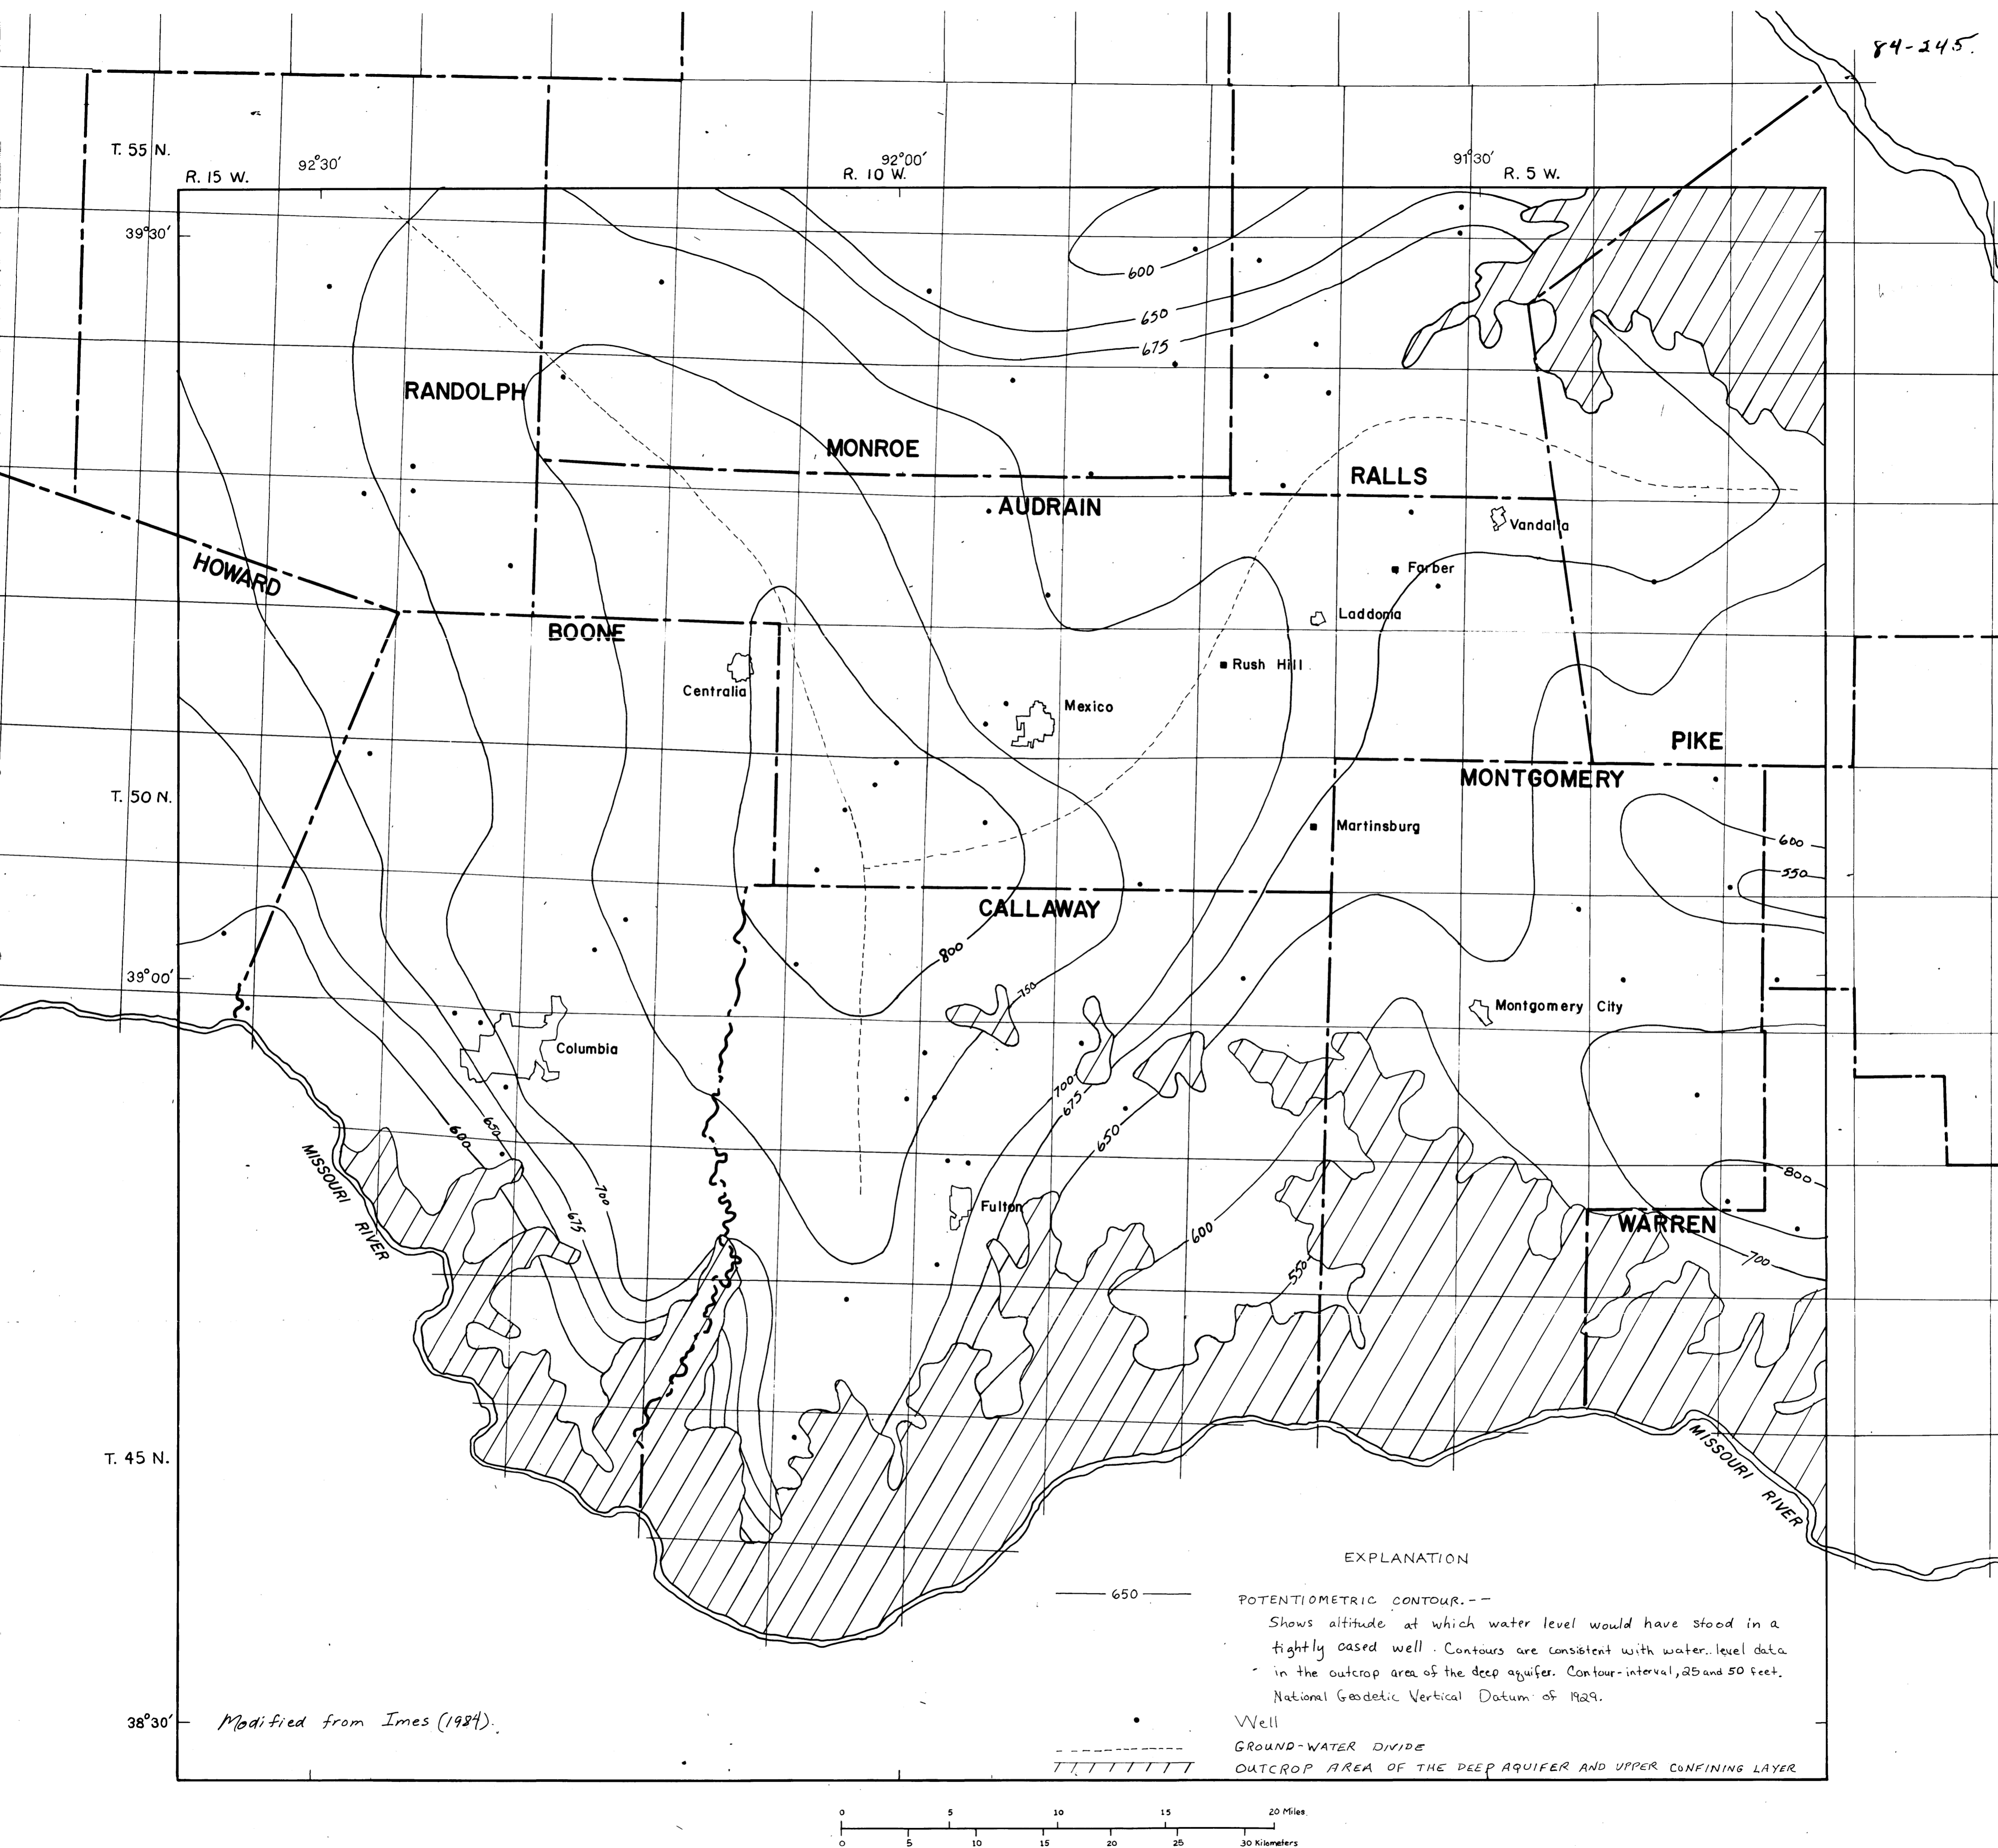 84-245.
T. 55 N.
92°30'
92°00'
91°30'
R. 15 W.
R. 10 W.
R. 5 W.
39°30'
600
650
675
RANDOLPH
MONROE
RALLS
AUDRAIN
Vandalia
HOWARD
Farber
Laddonia
BOONE
Rush Hill
Centralia
Mexico
PIKE
MONTGOMERY
T. 50 N.
Martinsburg
600
550
CALLAWAY
800
39°00'
750
Montgomery City
Columbia
700
675
650
600
650
800
MISSOURI RIVER
700
675
Fulton
600
WARREN
700
550
MISSOURI RIVER
T. 45 N.
EXPLANATION
650
POTENTIOMETRIC CONTOUR.--
Shows altitude at which water level would have stood in a
tightly cased well. Contours are consistent with water-level data
in the outcrop area of the deep aquifer. Contour-interval, 25 and 50 feet.
National Geodetic Vertical Datum of 1929.
38°30'
Modified from Imes (1984).
Well
GROUND-WATER DIVIDE
OUTCROP AREA OF THE DEEP AQUIFER AND UPPER CONFINING LAYER
0 5 10 15 20 Miles
0 5 10 15 20 25 30 Kilometers